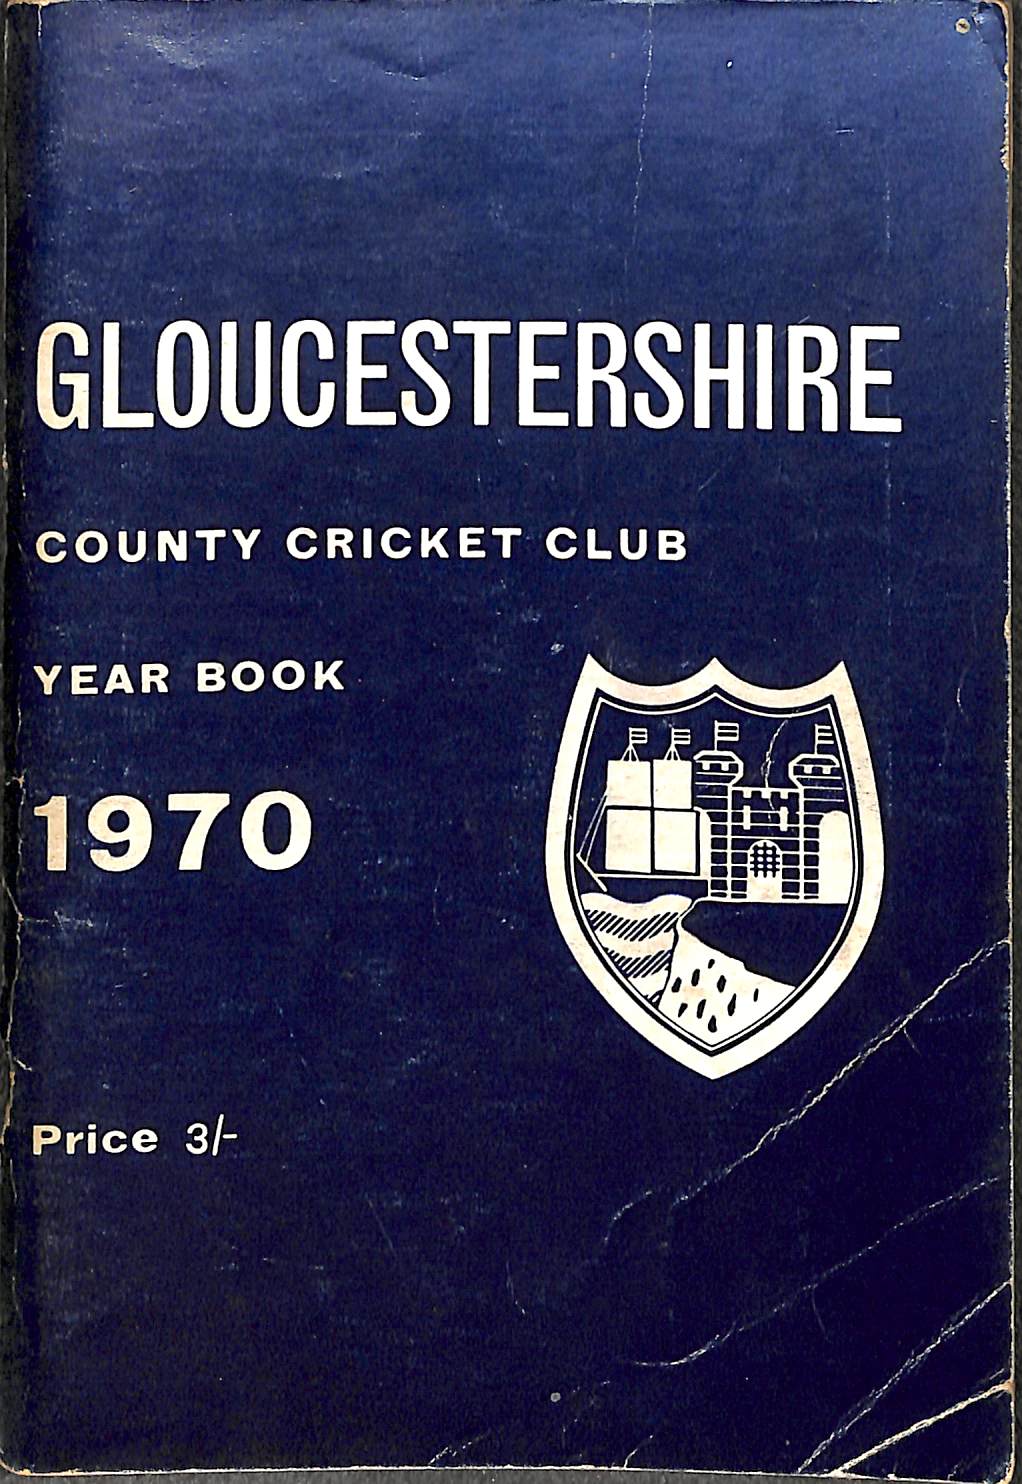 GLOUCESTERSHIRE
COUNTY CRICKET CLUB
YEAR BOOK
1970
Price 3/-